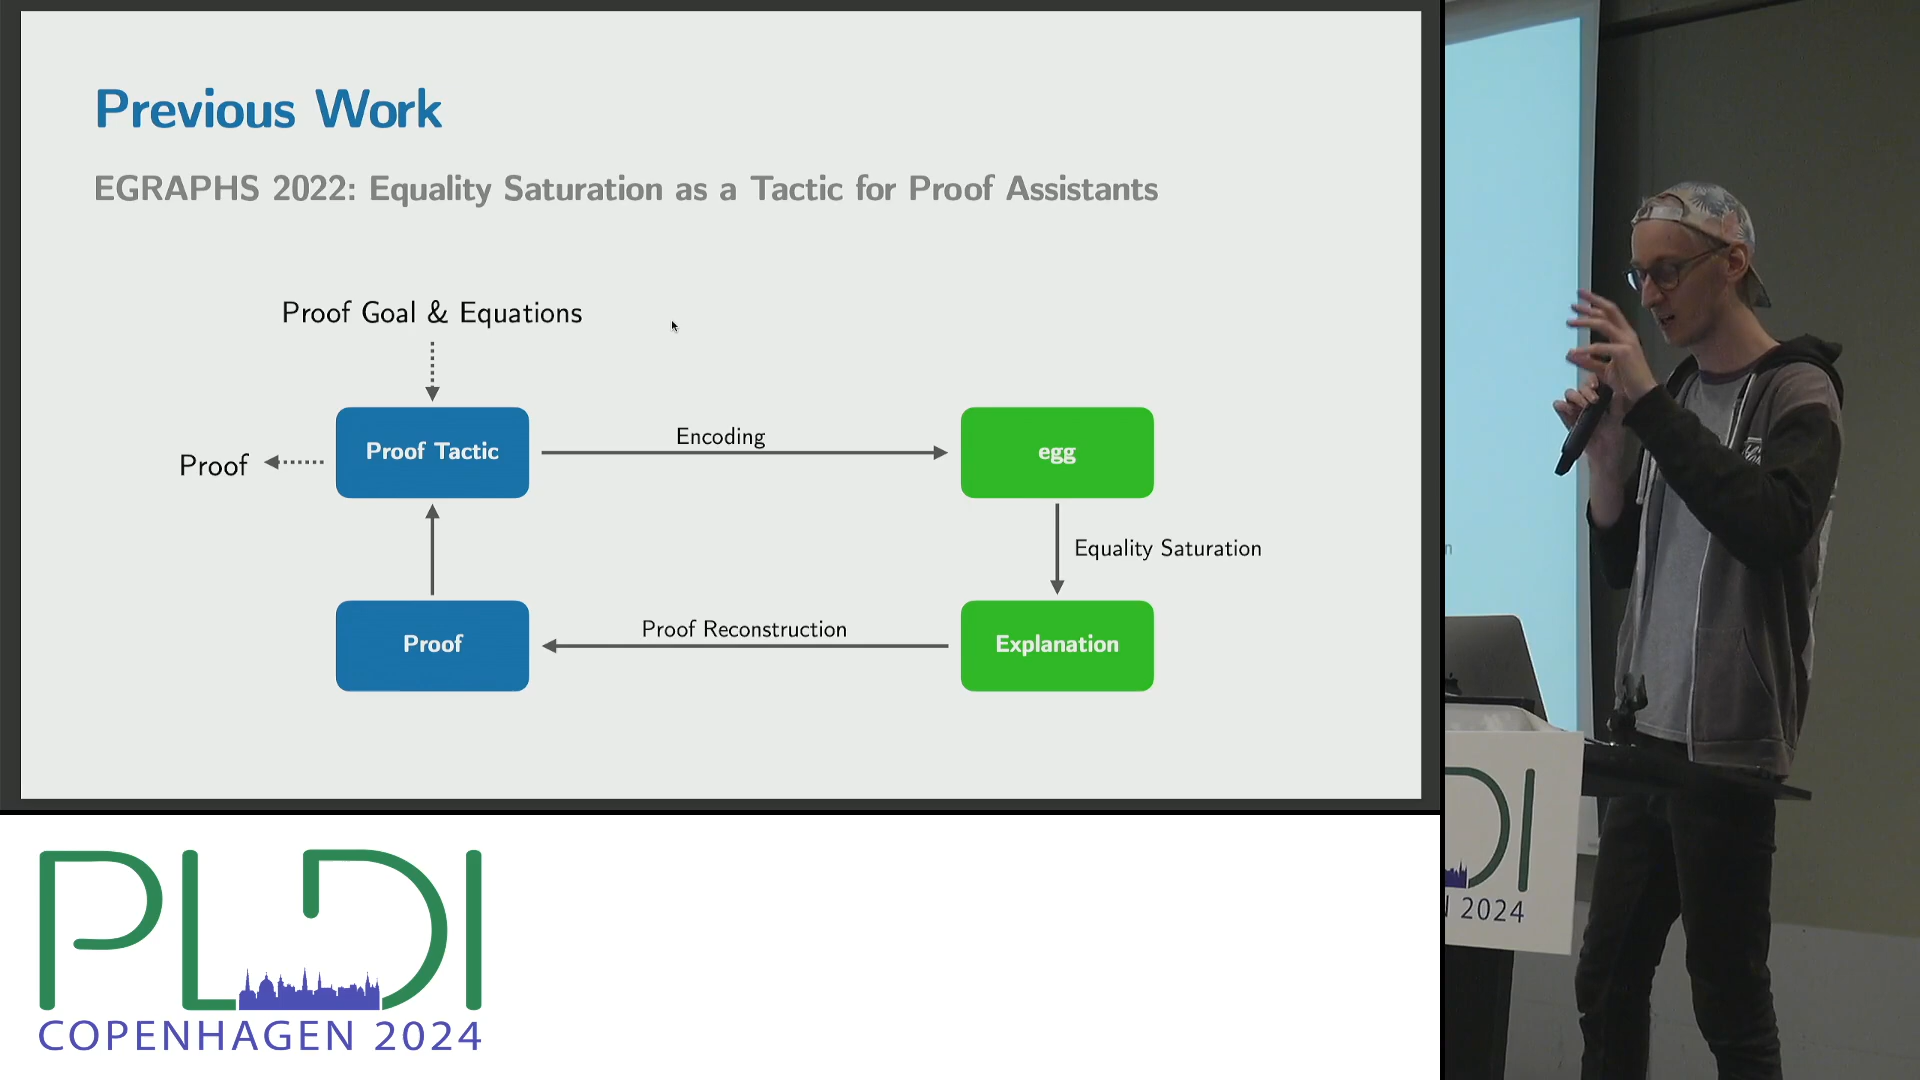 Previous Work
EGRAPHS 2022: Equality Saturation as a Tactic for Proof Assistants
Proof Goal & Equations
Proof Tactic
Encoding
egg
Proof
Equality Saturation
Proof
Proof Reconstruction
Explanation
PLDI
COPENHAGEN 2024
DI
2024